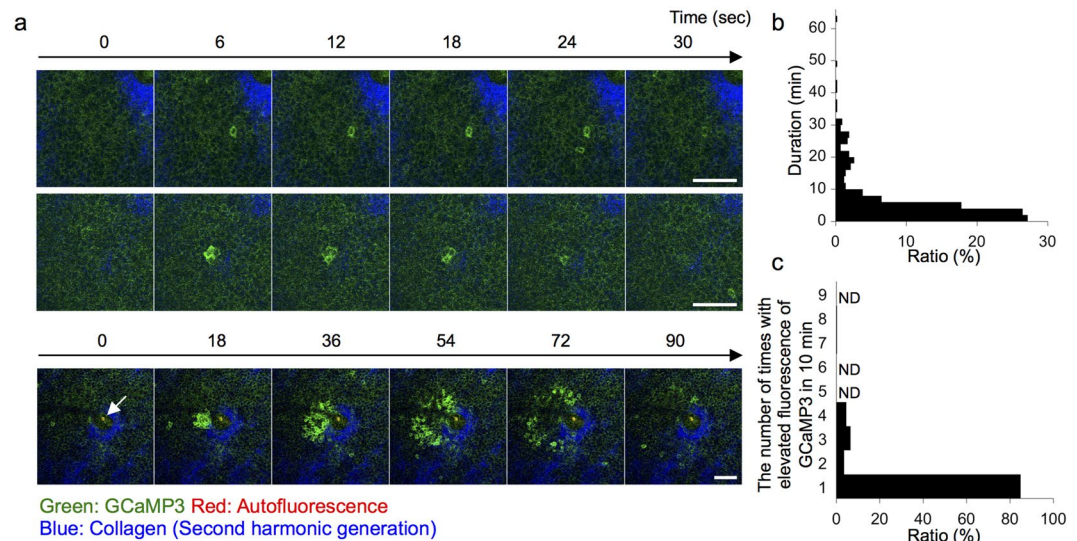 a
Time (sec)
0 6 12 18 24 30
0 18 36 54 72 90
Green: GCaMP3 Red: Autofluorescence
Blue: Collagen (Second harmonic generation)
b
Duration (min)
60
50
40
30
20
10
0
0 10 20 30
Ratio (%)
c
The number of times with
elevated fluorescence of
GCaMP3 in 10 min
9 ND
8
7
6 ND
5 ND
4
3
2
1
0 20 40 60 80 100
Ratio (%)